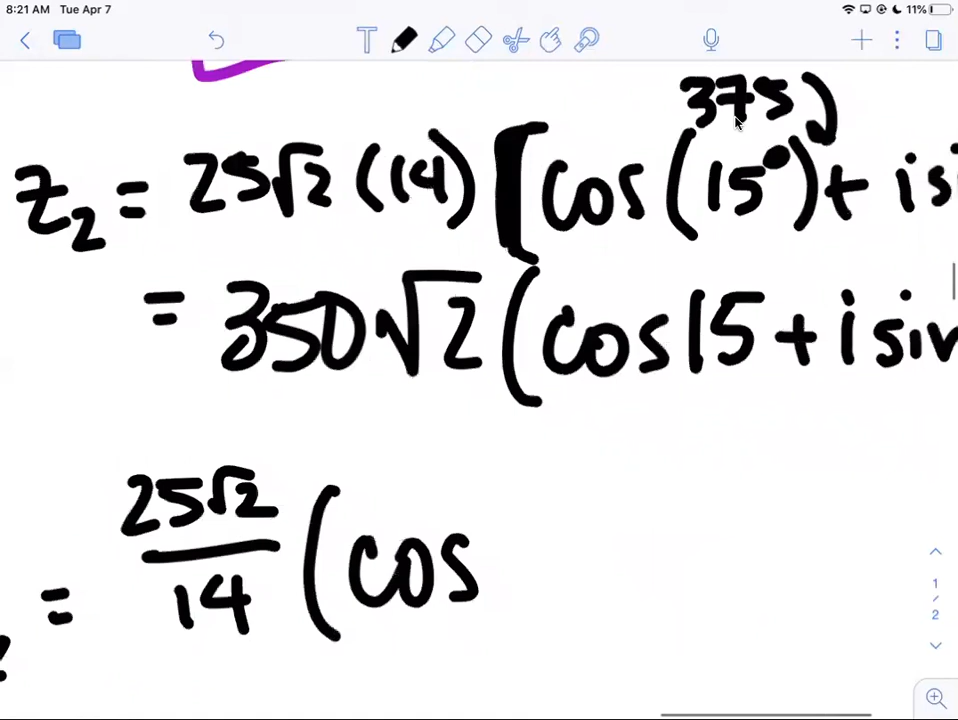 8:21 AM Tue Apr 7
11%
T
375
z₂ = 25√2 (14) [cos (15°) + i si
= 350√2 (cos 15 + i sin
= 25√2/14 (cos
1
/
2